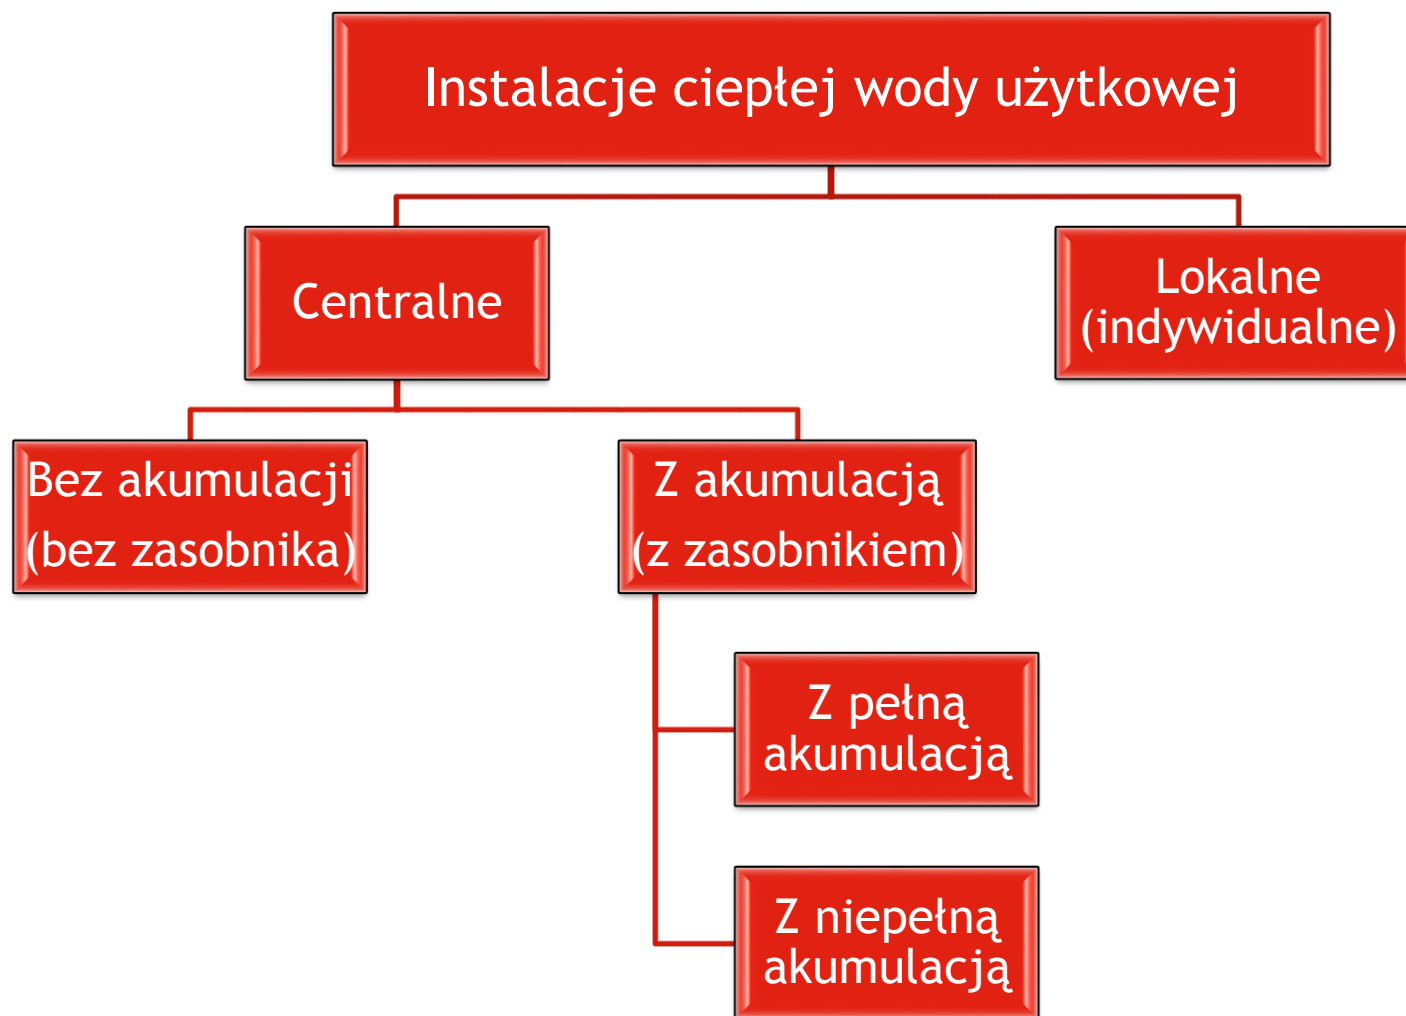 Instalacje ciepłej wody użytkowej
Centralne
Lokalne
(indywidualne)
Bez akumulacji
(bez zasobnika)
Z akumulacją
(z zasobnikiem)
Z pełną
akumulacją
Z niepełną
akumulacją